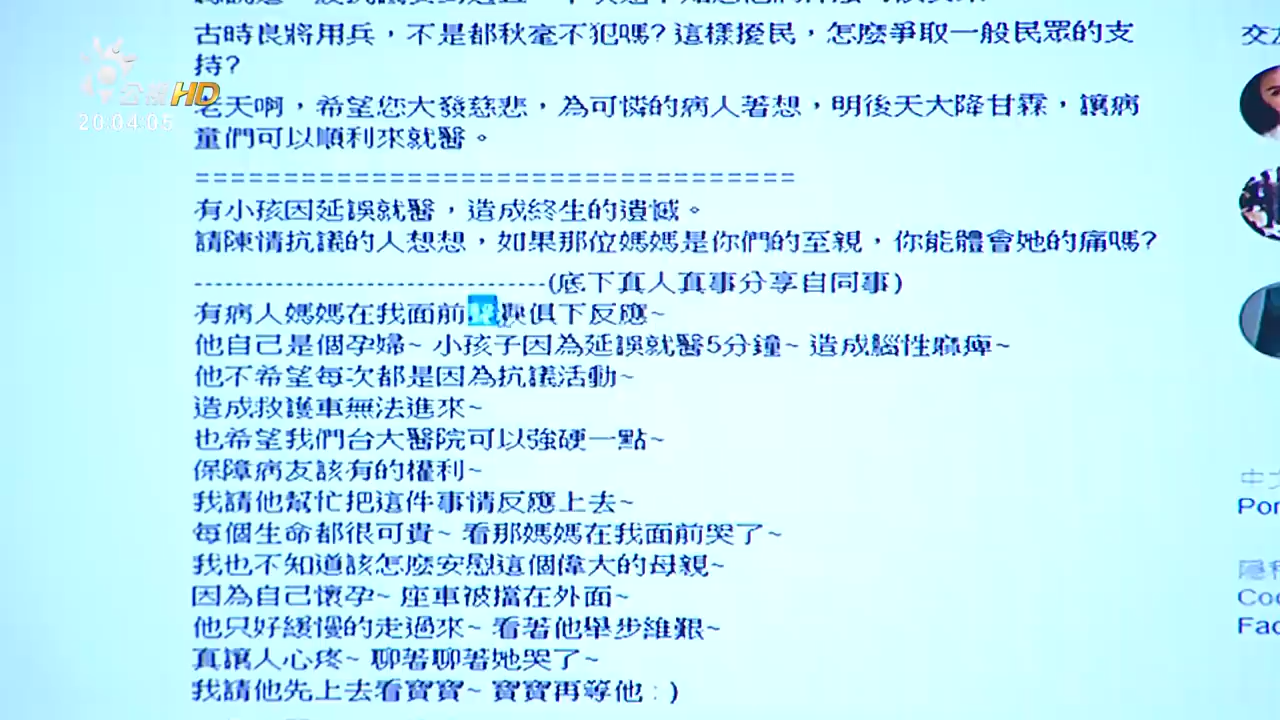 古時良將用兵，不是都秋毫不犯嗎？這樣擾民，怎麼爭取一般民眾的支
持？
老天啊，希望您大發慈悲，為可憐的病人著想，明後天大降甘霖，讓病
童們可以順利來就醫。
==================================
有小孩因延誤就醫，造成終生的遺憾。
請陳情抗議的人想想，如果那位媽媽是你們的至親，你能體會她的痛嗎？
----------------------------------(底下真人真事分享自同事)
有病人媽媽在我面前 俱下反應~
他自己是個孕婦~ 小孩子因為延誤就醫5分鐘~ 造成腦性麻痺~
他不希望每次都是因為抗議活動~
造成救護車無法進來~
也希望我們台大醫院可以強硬一點~
保障病友該有的權利~
我請他幫忙把這件事情反應上去~
每個生命都很可貴~ 看那媽媽在我面前哭了~
我也不知道該怎麼安慰這個偉大的母親~
因為自己懷孕~ 座車被擋在外面~
他只好緩慢的走過來~ 看著他舉步維艱~
真讓人心疼~ 聊著聊著她哭了~
我請他先上去看寶寶~ 寶寶再等他：)
公視HD
20:04:05
交友
中文
Por
隱私
Coo
Fac